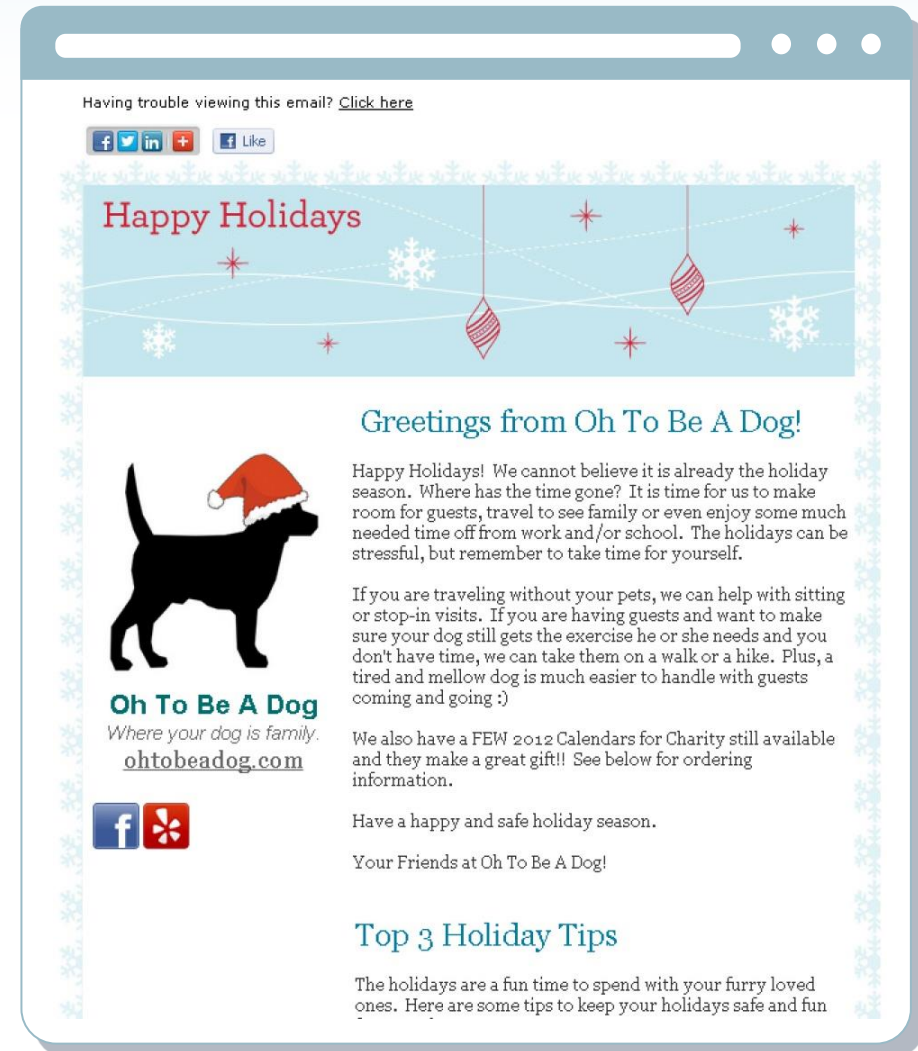 Having trouble viewing this email? Click here
Like
Happy Holidays
Greetings from Oh To Be A Dog!
Happy Holidays! We cannot believe it is already the holiday
season. Where has the time gone? It is time for us to make
room for guests, travel to see family or even enjoy some much
needed time off from work and/or school. The holidays can be
stressful, but remember to take time for yourself.
If you are traveling without your pets, we can help with sitting
or stop-in visits. If you are having guests and want to make
sure your dog still gets the exercise he or she needs and you
don't have time, we can take them on a walk or a hike. Plus, a
tired and mellow dog is much easier to handle with guests
coming and going :)
We also have a FEW 2012 Calendars for Charity still available
and they make a great gift!! See below for ordering
information.
Have a happy and safe holiday season.
Your Friends at Oh To Be A Dog!
Oh To Be A Dog
Where your dog is family.
ohtobeadog.com
Top 3 Holiday Tips
The holidays are a fun time to spend with your furry loved
ones. Here are some tips to keep your holidays safe and fun